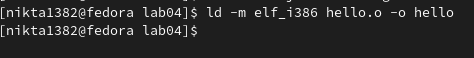 [nikta1382@fedora lab04]$ ld -m elf_i386 hello.o -o hello
[nikta1382@fedora lab04]$